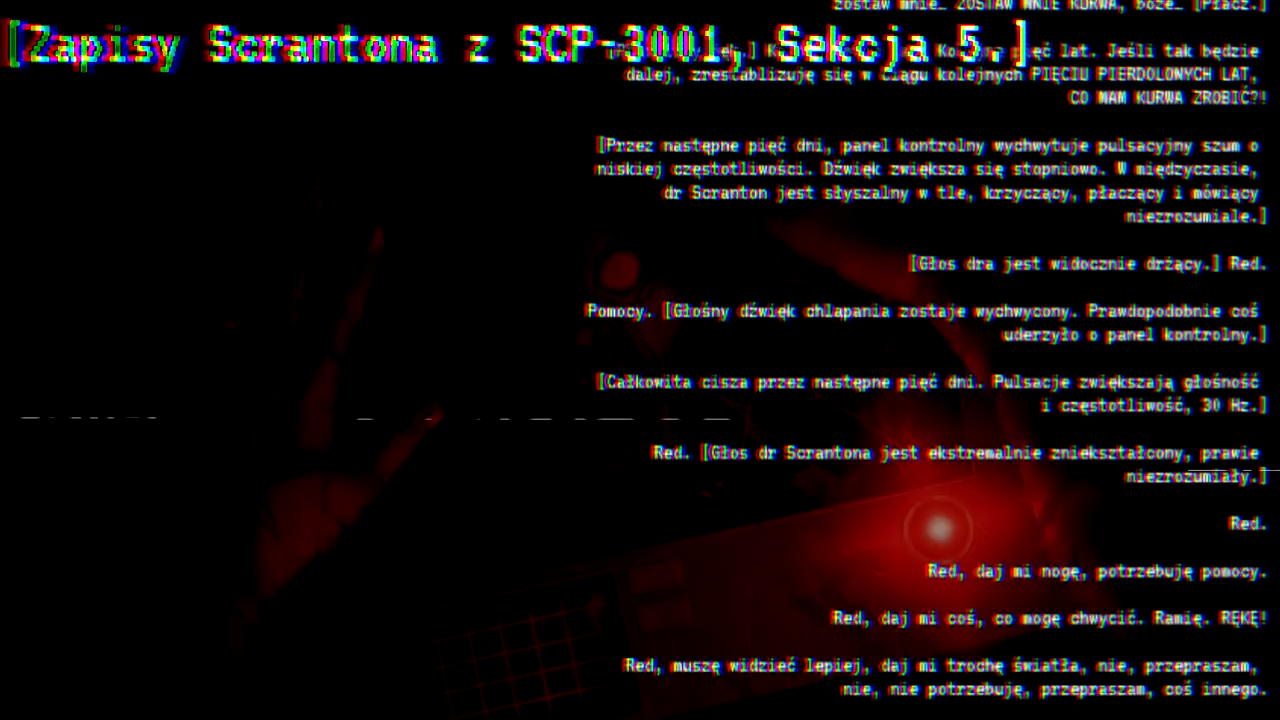 zostaw mnie_ ZOSTAW MNIE KURWA, boże_ [Płacz.]
[Zapisy Scrantona z SCP-3001, Sekcja 5.]
lat. Jeśli tak będzie
dalej, zrestablizuję się w ciągu kolejnych PIĘCIU PIERDOLONYCH LAT,
CO MAM KURWA ZROBIĆ?!
[Przez następne pięć dni, panel kontrolny wychwytuje pulsacyjny szum o
niskiej częstotliwości. Dźwięk zwiększa się stopniowo. W międzyczasie,
dr Scranton jest słyszalny w tle, krzyczący, płaczący i mówiący
niezrozumiale.]
[Głos dra jest widocznie drżący.] Red.
Pomocy. [Głośny dźwięk chlapania zostaje wychwycony. Prawdopodobnie coś
uderzyło o panel kontrolny.]
[Całkowita cisza przez następne pięć dni. Pulsacje zwiększają głośność
i częstotliwość, 30 Hz.]
Red. [Głos dr Scrantona jest ekstremalnie zniekształcony, prawie
niezrozumiały.]
Red.
Red, daj mi nogę, potrzebuję pomocy.
Red, daj mi coś, co mogę chwycić. Ramię. RĘKĘ!
Red, muszę widzieć lepiej, daj mi trochę światła, nie, przepraszam,
nie, nie potrzebuję, przepraszam, coś innego.